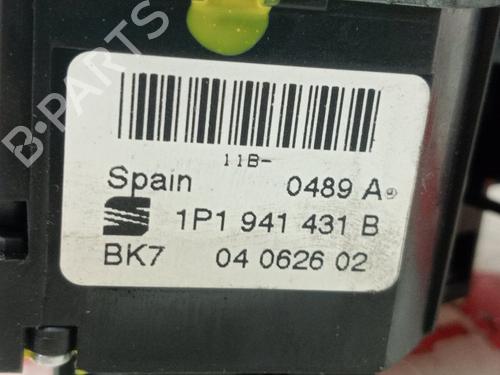 B-PARTS
11B-
Spain 0489 A
1P1 941 431 B
BK7 04 0626 02